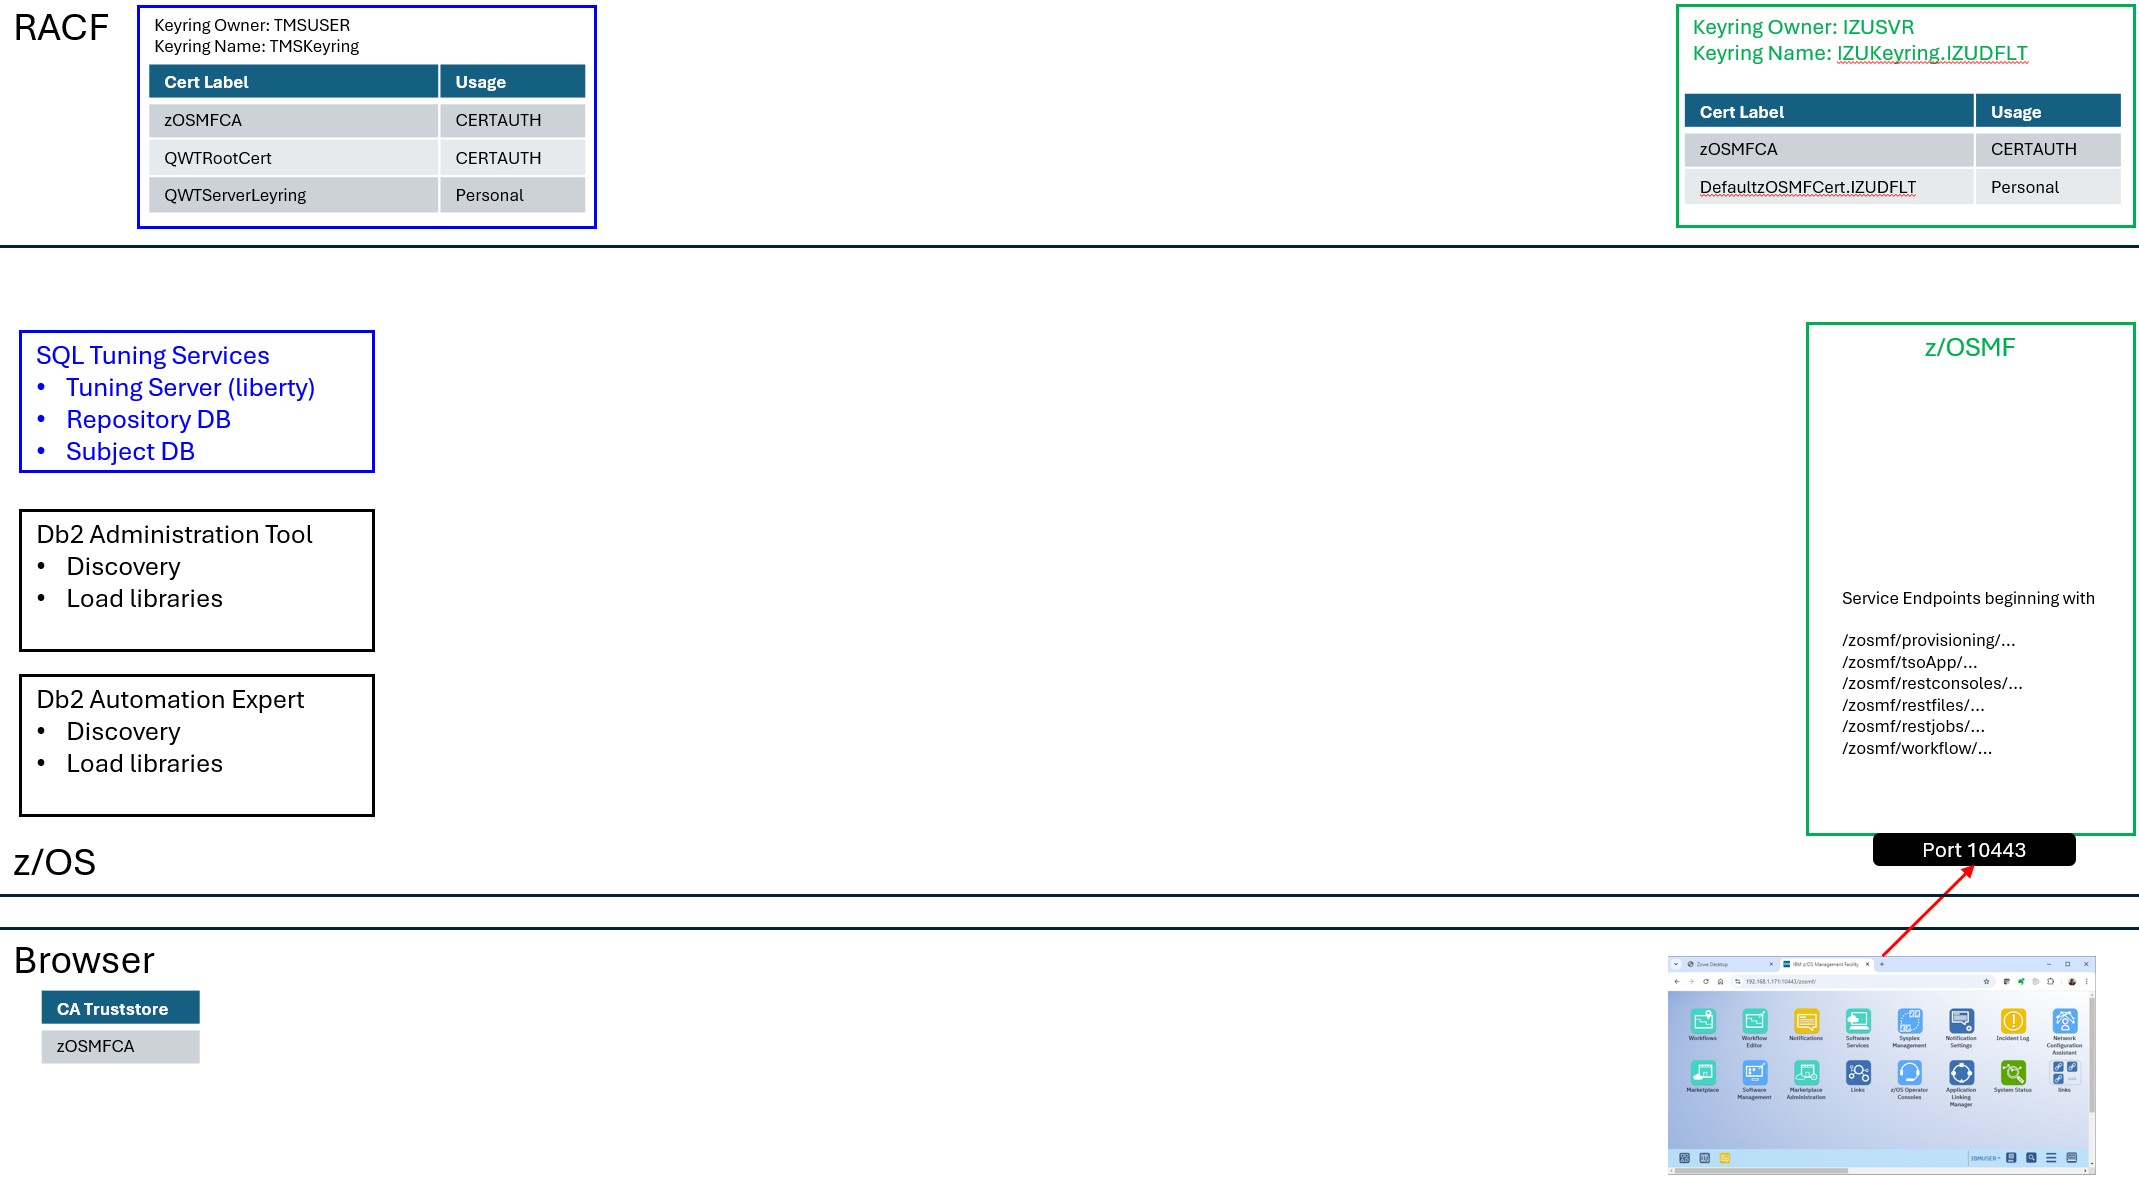 RACF
Keyring Owner: TMSUSER
Keyring Name: TMSKeyring
Cert Label Usage
zOSMFCA CERTAUTH
QWTRootCert CERTAUTH
QWTServerLeyring Personal
Keyring Owner: IZUSVR
Keyring Name: IZUKeyring.IZUDFLT
Cert Label Usage
zOSMFCA CERTAUTH
DefaultzOSMFCert.IZUDFLT Personal
SQL Tuning Services
• Tuning Server (liberty)
• Repository DB
• Subject DB
Db2 Administration Tool
• Discovery
• Load libraries
Db2 Automation Expert
• Discovery
• Load libraries
z/OS
z/OSMF
Service Endpoints beginning with
/zosmf/provisioning/...
/zosmf/tsoApp/...
/zosmf/restconsoles/...
/zosmf/restfiles/...
/zosmf/restjobs/...
/zosmf/workflow/...
Port 10443
Browser
CA Truststore
zOSMFCA
Zowe Desktop IBM z/OS Management Facility
192.168.1.171:10443/zosmf/
Workflows Workflow Editor Notifications Software Services Sysplex Management Notification Settings Incident Log Network Configuration Assistant
Marketplace Software Management Marketplace Administration Links z/OS Operator Consoles Application Linking Manager System Status links
IBMUSER